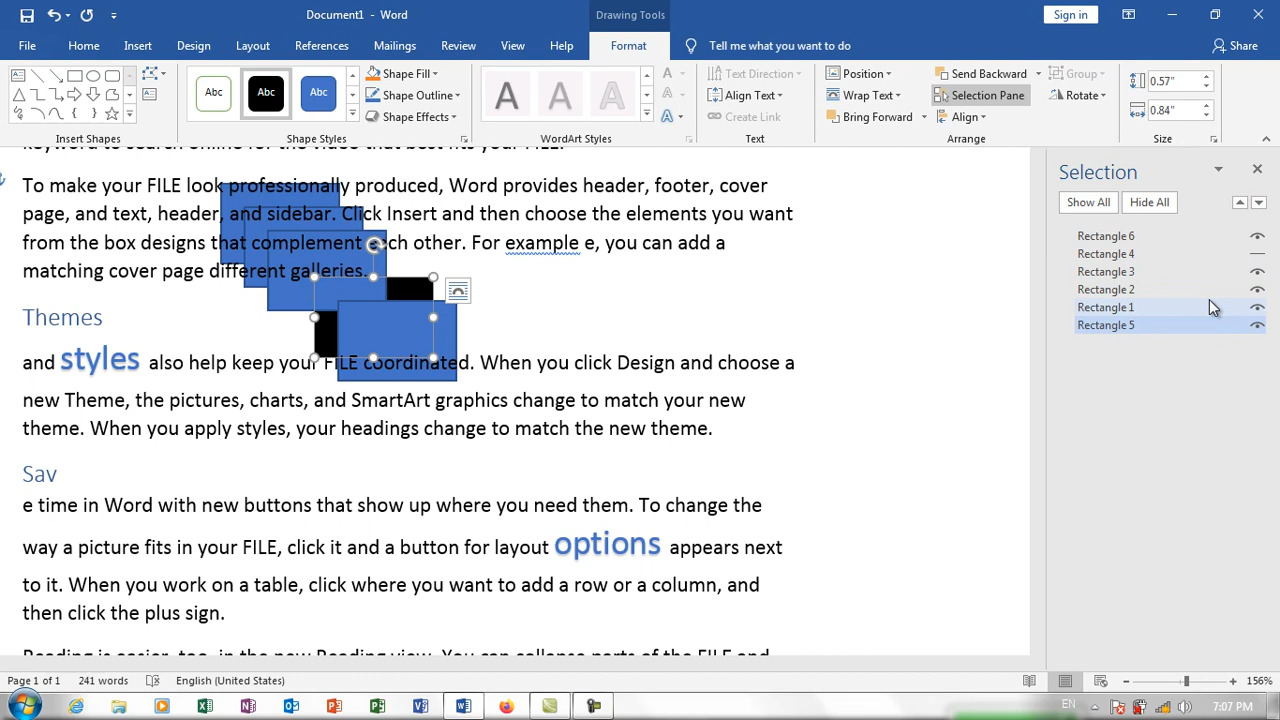 Document1 - Word
Drawing Tools
Sign in
File
Home
Insert
Design
Layout
References
Mailings
Review
View
Help
Format
Tell me what you want to do
Share
Abc
Abc
Abc
Shape Fill
Shape Outline
Shape Effects
A
A
A
Text Direction
Align Text
Create Link
Position
Wrap Text
Bring Forward
Send Backward
Selection Pane
Align
Group
Rotate
0.57"
0.84"
Insert Shapes
Shape Styles
WordArt Styles
Text
Arrange
Size
keyword to search online for the video that best fits your FILE.
To make your FILE look professionally produced, Word provides header, footer, cover
page, and text, header, and sidebar. Click Insert and then choose the elements you want
from the box designs that complement each other. For example e, you can add a
matching cover page different galleries.
Themes
and styles also help keep your FILE coordinated. When you click Design and choose a
new Theme, the pictures, charts, and SmartArt graphics change to match your new
theme. When you apply styles, your headings change to match the new theme.
Sav
e time in Word with new buttons that show up where you need them. To change the
way a picture fits in your FILE, click it and a button for layout options appears next
to it. When you work on a table, click where you want to add a row or a column, and
then click the plus sign.
Reading is easier, too, in the new Reading view. You can collapse parts of the FILE and
Selection
Show All
Hide All
Rectangle 6
Rectangle 4
Rectangle 3
Rectangle 2
Rectangle 1
Rectangle 5
Page 1 of 1
241 words
English (United States)
156%
EN
7:07 PM